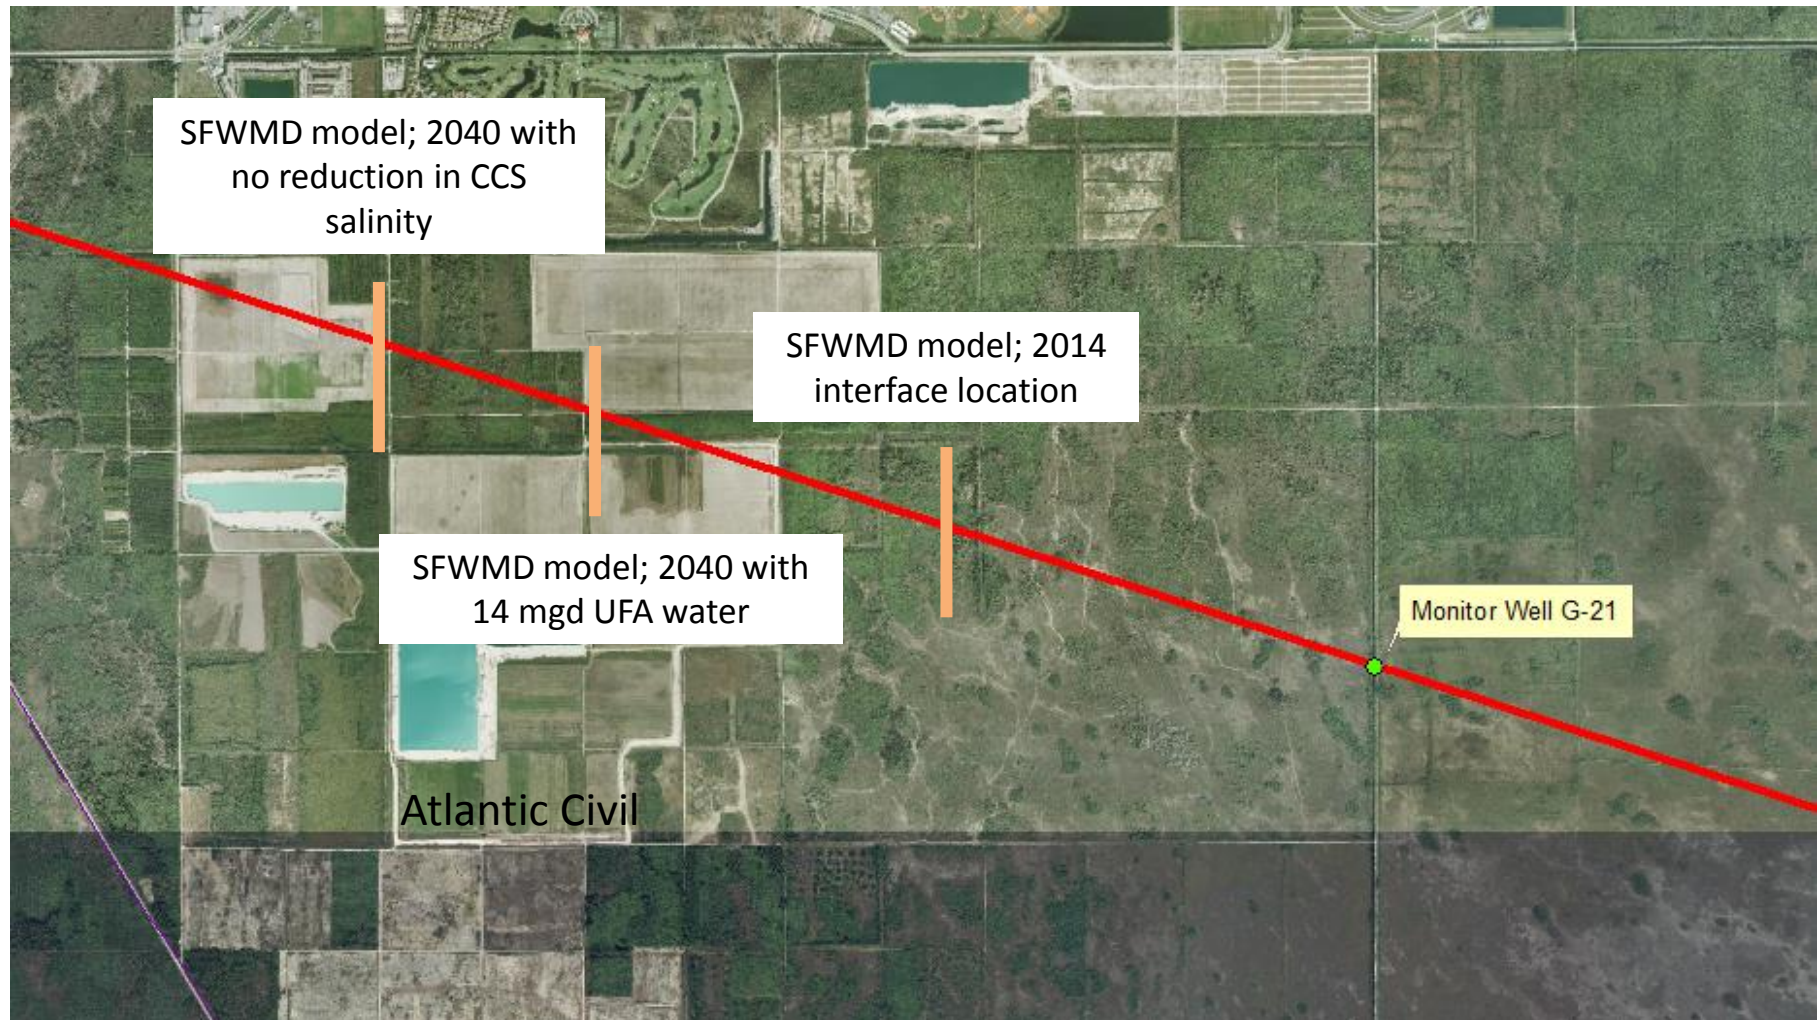 SFWMD model; 2040 with
no reduction in CCS
salinity
SFWMD model; 2014
interface location
SFWMD model; 2040 with
14 mgd UFA water
Monitor Well G-21
Atlantic Civil